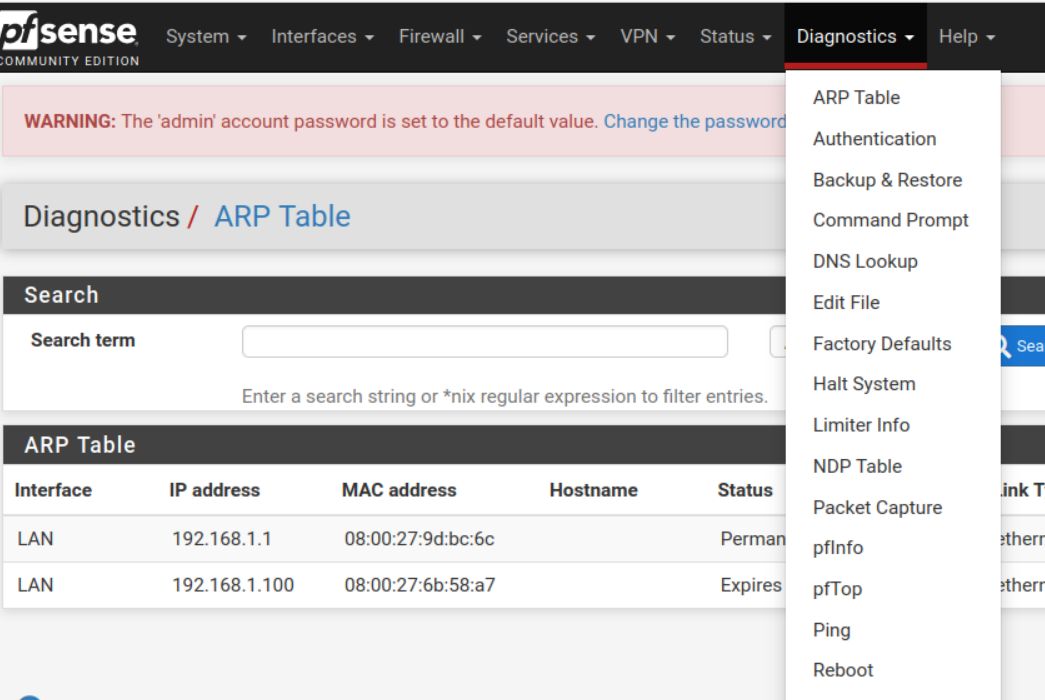 pfsense
COMMUNITY EDITION
System Interfaces Firewall Services VPN Status Diagnostics Help
WARNING: The 'admin' account password is set to the default value. Change the password
Diagnostics / ARP Table
Search
Search term
Sea
Enter a search string or *nix regular expression to filter entries.
ARP Table
Interface IP address MAC address Hostname Status ink T
LAN 192.168.1.1 08:00:27:9d:bc:6c Perman ethern
LAN 192.168.1.100 08:00:27:6b:58:a7 Expires ethern
ARP Table
Authentication
Backup & Restore
Command Prompt
DNS Lookup
Edit File
Factory Defaults
Halt System
Limiter Info
NDP Table
Packet Capture
pfInfo
pfTop
Ping
Reboot